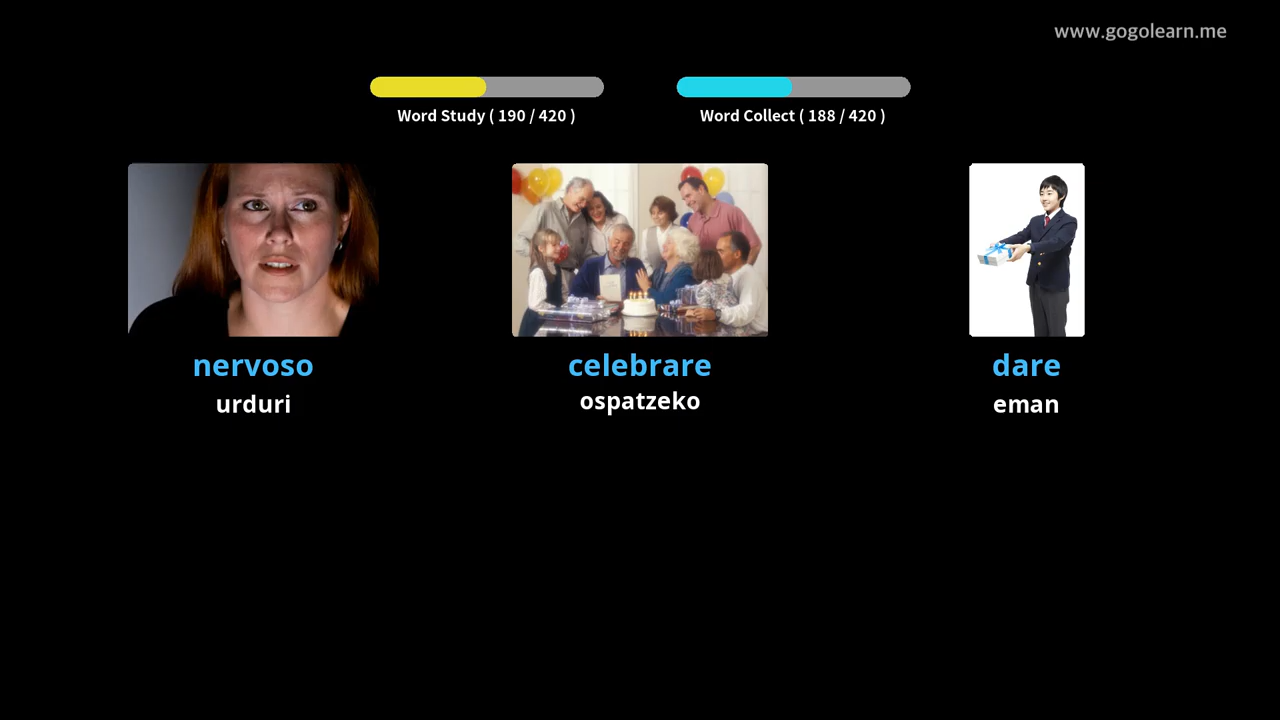 www.gogolearn.me
Word Study ( 190 / 420 )
Word Collect ( 188 / 420 )
nervoso
celebrare
dare
urduri
ospatzeko
eman